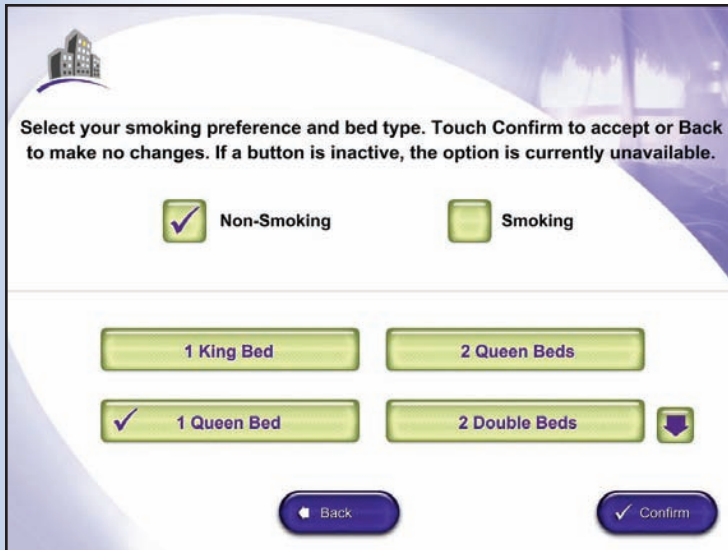 Select your smoking preference and bed type. Touch Confirm to accept or Back
to make no changes. If a button is inactive, the option is currently unavailable.
Non-Smoking
Smoking
1 King Bed
2 Queen Beds
1 Queen Bed
2 Double Beds
Back
Confirm